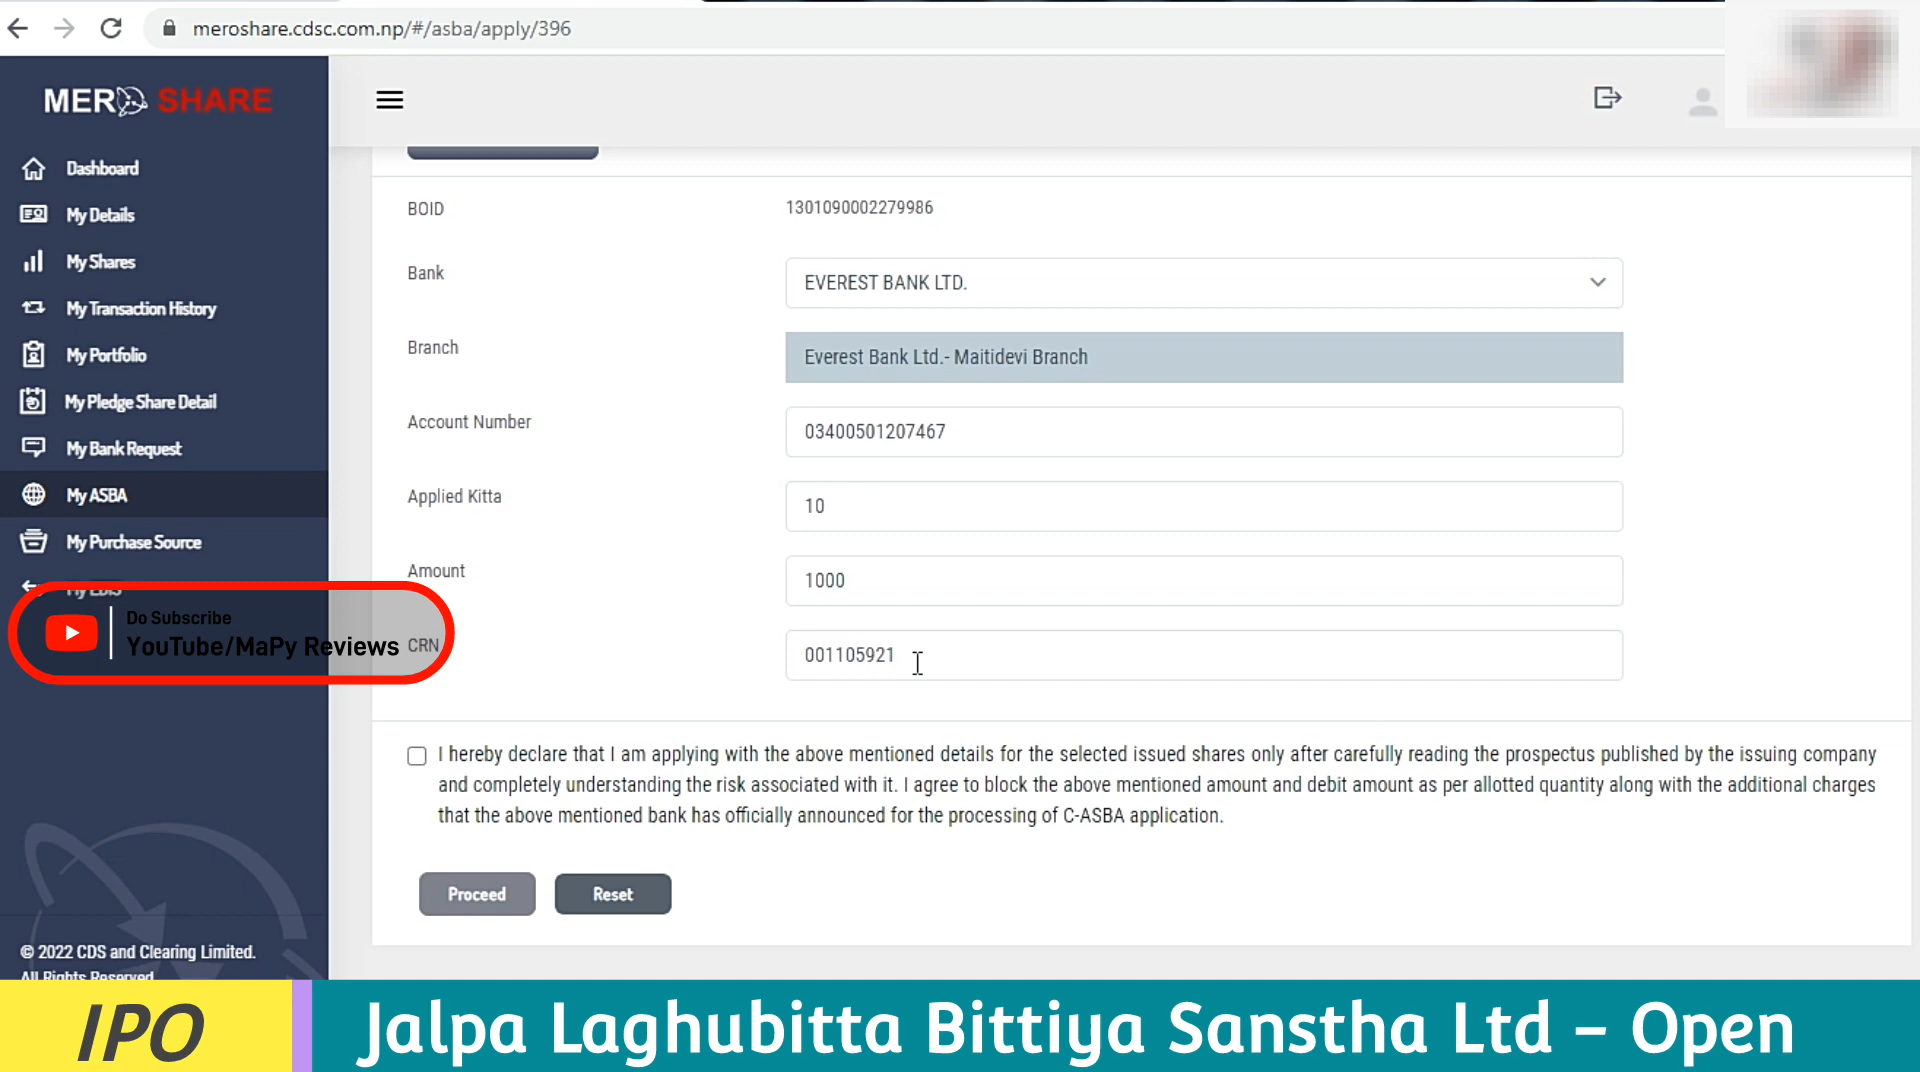 meroshare.cdsc.com.np/#/asba/apply/396
MERO SHARE
Dashboard
My Details
My Shares
My Transaction History
My Portfolio
My Pledge Share Detail
My Bank Request
My ASBA
My Purchase Source
My EDIS
Do Subscribe
YouTube/MaPy Reviews
© 2022 CDS and Clearing Limited.
All Rights Reserved
BOID 1301090002279986
Bank EVEREST BANK LTD.
Branch Everest Bank Ltd.- Maitidevi Branch
Account Number 03400501207467
Applied Kitta 10
Amount 1000
CRN 001105921
I hereby declare that I am applying with the above mentioned details for the selected issued shares only after carefully reading the prospectus published by the issuing company
and completely understanding the risk associated with it. I agree to block the above mentioned amount and debit amount as per allotted quantity along with the additional charges
that the above mentioned bank has officially announced for the processing of C-ASBA application.
Proceed Reset
IPO Jalpa Laghubitta Bittiya Sanstha Ltd – Open